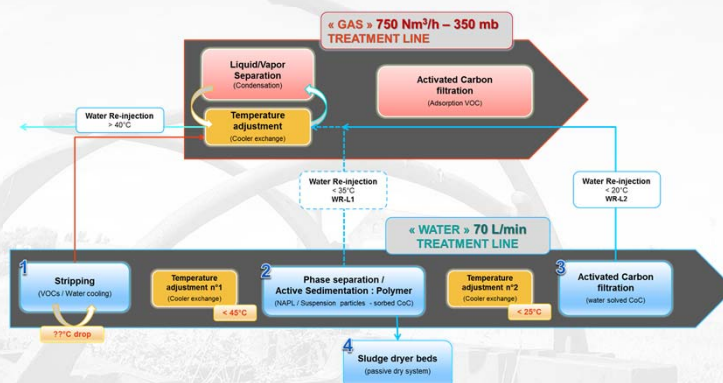 « GAS » 750 Nm³/h – 350 mb
TREATMENT LINE
Liquid/Vapor
Separation
(Condensation)
Activated Carbon
filtration
(Adsorption VOC)
Temperature
adjustment
(Cooler exchange)
Water Re-injection
> 40°C
Water Re-injection
< 35°C
WR-L1
Water Re-injection
< 20°C
WR-L2
« WATER » 70 L/min
TREATMENT LINE
1
Stripping
(VOCs / Water cooling)
??°C drop
Temperature
adjustment n°1
(Cooler exchange)
< 45°C
2
Phase separation /
Active Sedimentation : Polymer
(NAPL / Suspension particles - sorbed CoC)
Temperature
adjustment n°2
(Cooler exchange)
< 25°C
3
Activated Carbon
filtration
(water solved CoC)
4
Sludge dryer beds
(passive dry system)